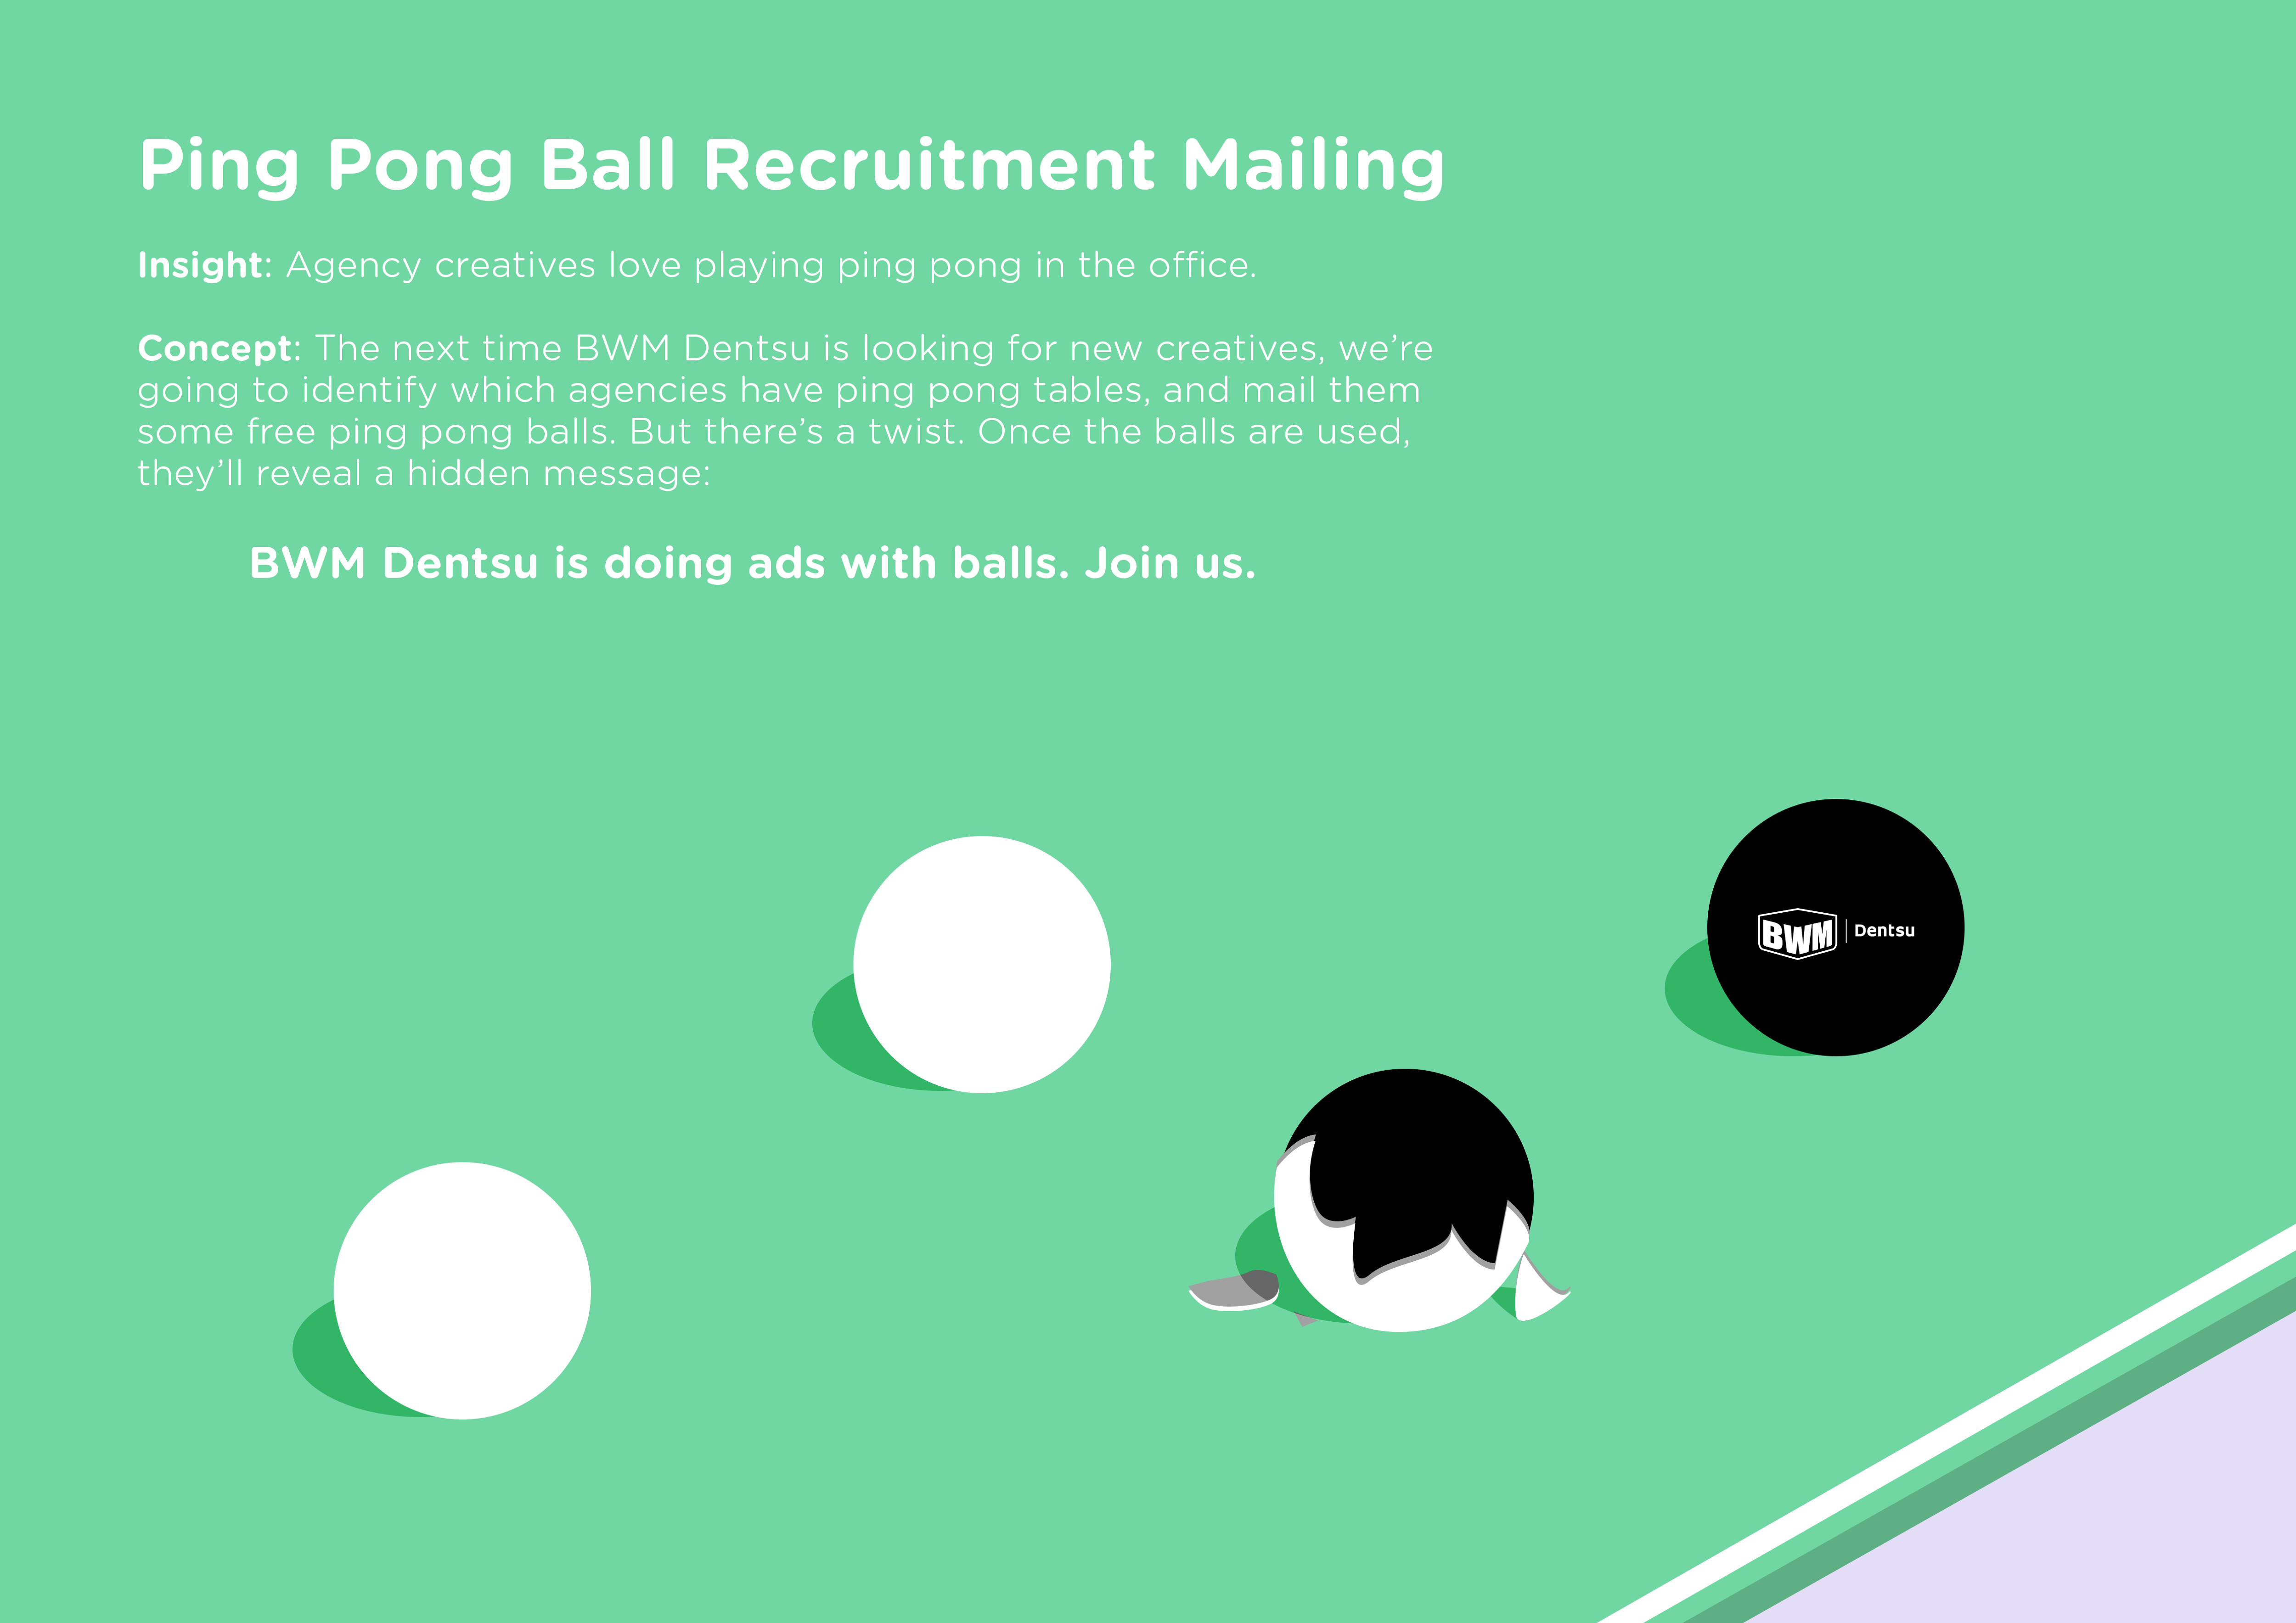 Ping Pong Ball Recruitment Mailing
Insight: Agency creatives love playing ping pong in the office.
Concept: The next time BWM Dentsu is looking for new creatives, we’re
going to identify which agencies have ping pong tables, and mail them
some free ping pong balls. But there’s a twist. Once the balls are used,
they’ll reveal a hidden message:
BWM Dentsu is doing ads with balls. Join us.
BWM | Dentsu